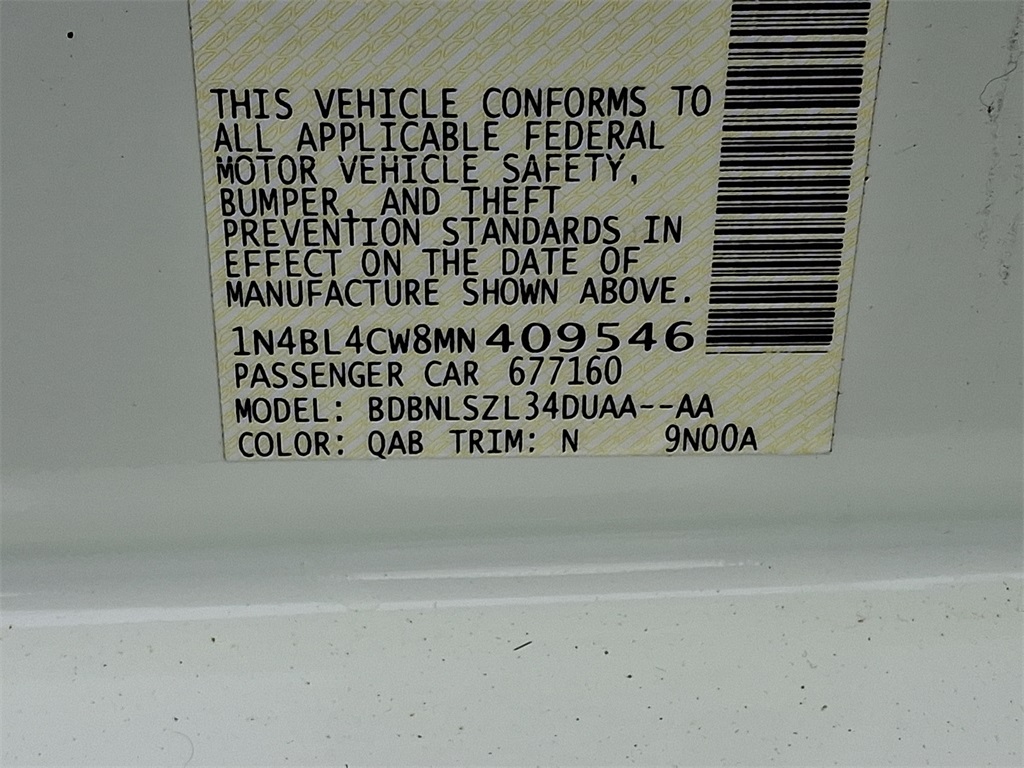 THIS VEHICLE CONFORMS TO
ALL APPLICABLE FEDERAL
MOTOR VEHICLE SAFETY,
BUMPER, AND THEFT
PREVENTION STANDARDS IN
EFFECT ON THE DATE OF
MANUFACTURE SHOWN ABOVE.
1N4BL4CW8MN409546
PASSENGER CAR 677160
MODEL: BDBNLSZL34DUAA--AA
COLOR: QAB TRIM: N 9N00A